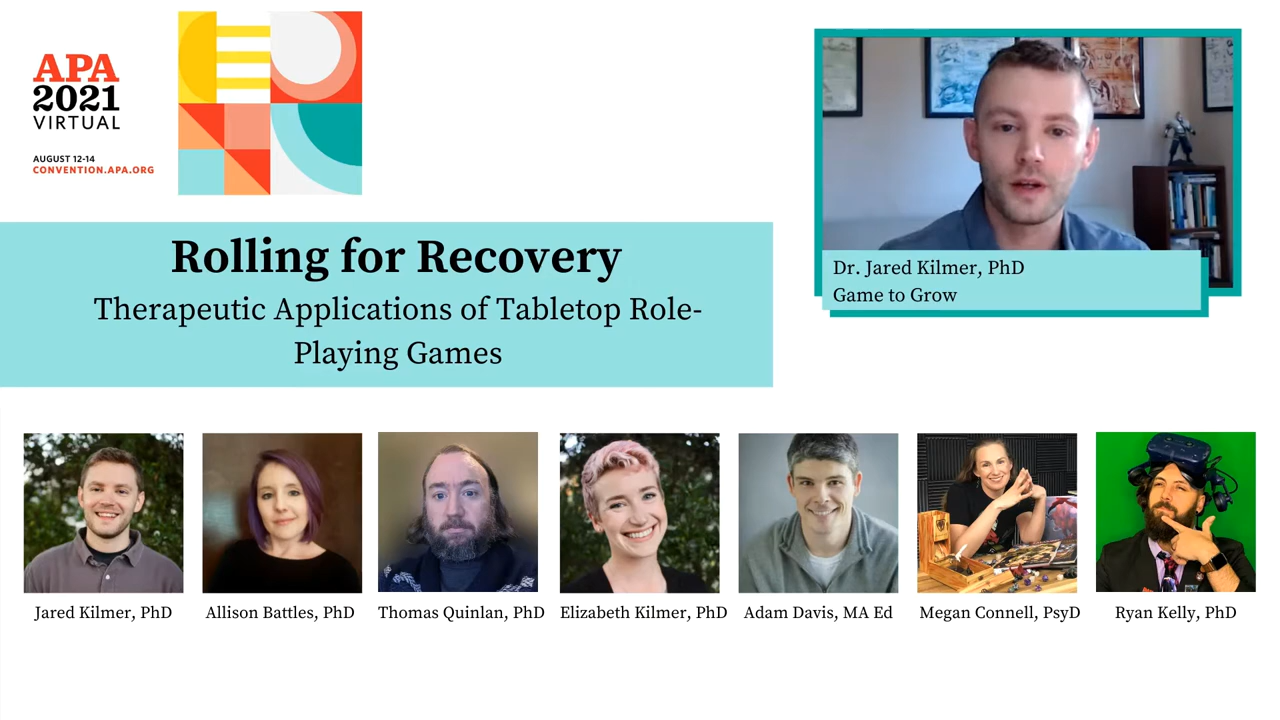 APA
2021
VIRTUAL
AUGUST 12-14
CONVENTION.APA.ORG
Rolling for Recovery
Therapeutic Applications of Tabletop Role-
Playing Games
Dr. Jared Kilmer, PhD
Game to Grow
Jared Kilmer, PhD
Allison Battles, PhD
Thomas Quinlan, PhD
Elizabeth Kilmer, PhD
Adam Davis, MA Ed
Megan Connell, PsyD
Ryan Kelly, PhD